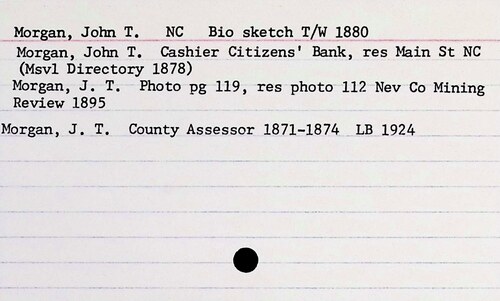 Morgan, John T. NC Bio sketch T/W 1880
Morgan, John T. Cashier Citizens' Bank, res Main St NC
(Msvl Directory 1878)
Morgan, J. T. Photo pg 119, res photo 112 Nev Co Mining
Review 1895
Morgan, J. T. County Assessor 1871-1874 LB 1924